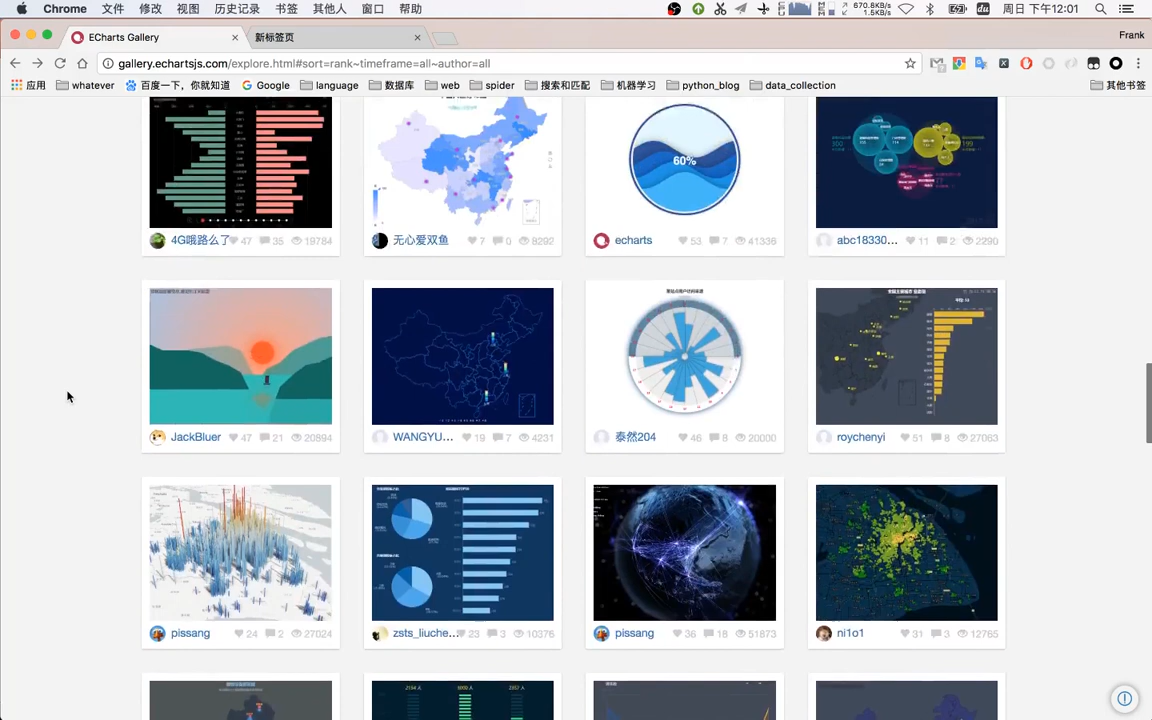 Chrome 文件 修改 视图 历史记录 书签 其他人 窗口 帮助 670.6KB/s 1.5KB/s du 周日 下午12:01
ECharts Gallery 新标签页 Frank
gallery.echartsjs.com/explore.html#sort=rank~timeframe=all~author=all
应用 whatever 百度一下，你就知道 Google language 数据库 web spider 搜索和匹配 机器学习 python_blog data_collection 其他书签
60%
4G哦路么了 47 35 19784 无心爱双鱼 7 0 8292 echarts 53 7 41336 abc18330... 11 2 2290
JackBluer 47 21 20894 WANGYU... 19 7 4231 泰然204 46 8 20000 roychenyi 51 8 27063
pissang 24 2 27024 zsts_liuche... 23 3 10376 pissang 36 18 51873 ni1o1 31 3 12765